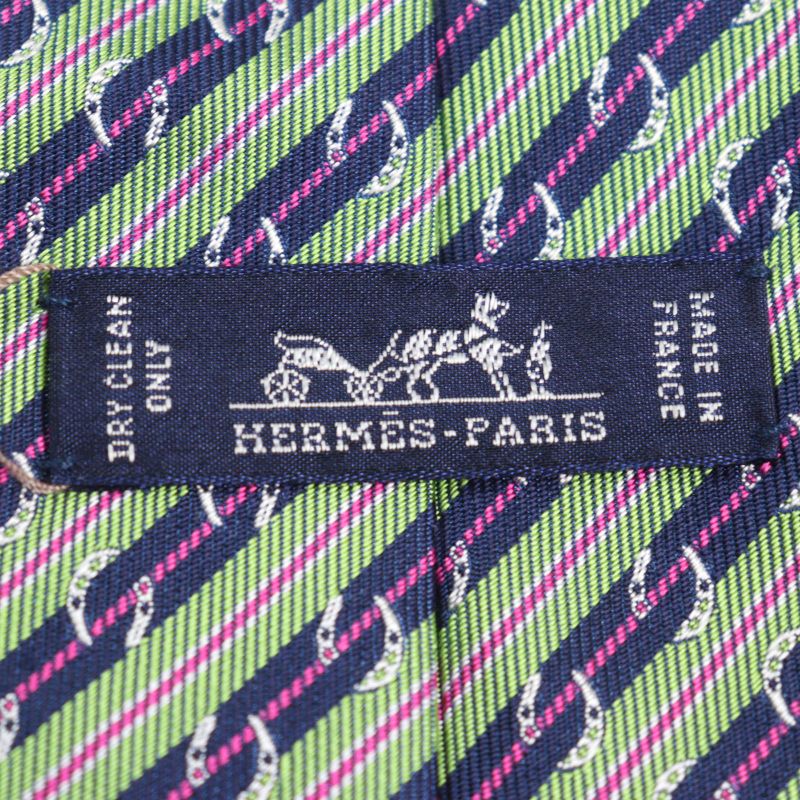 DRY CLEAN
ONLY
HERMÈS-PARIS
MADE IN
FRANCE